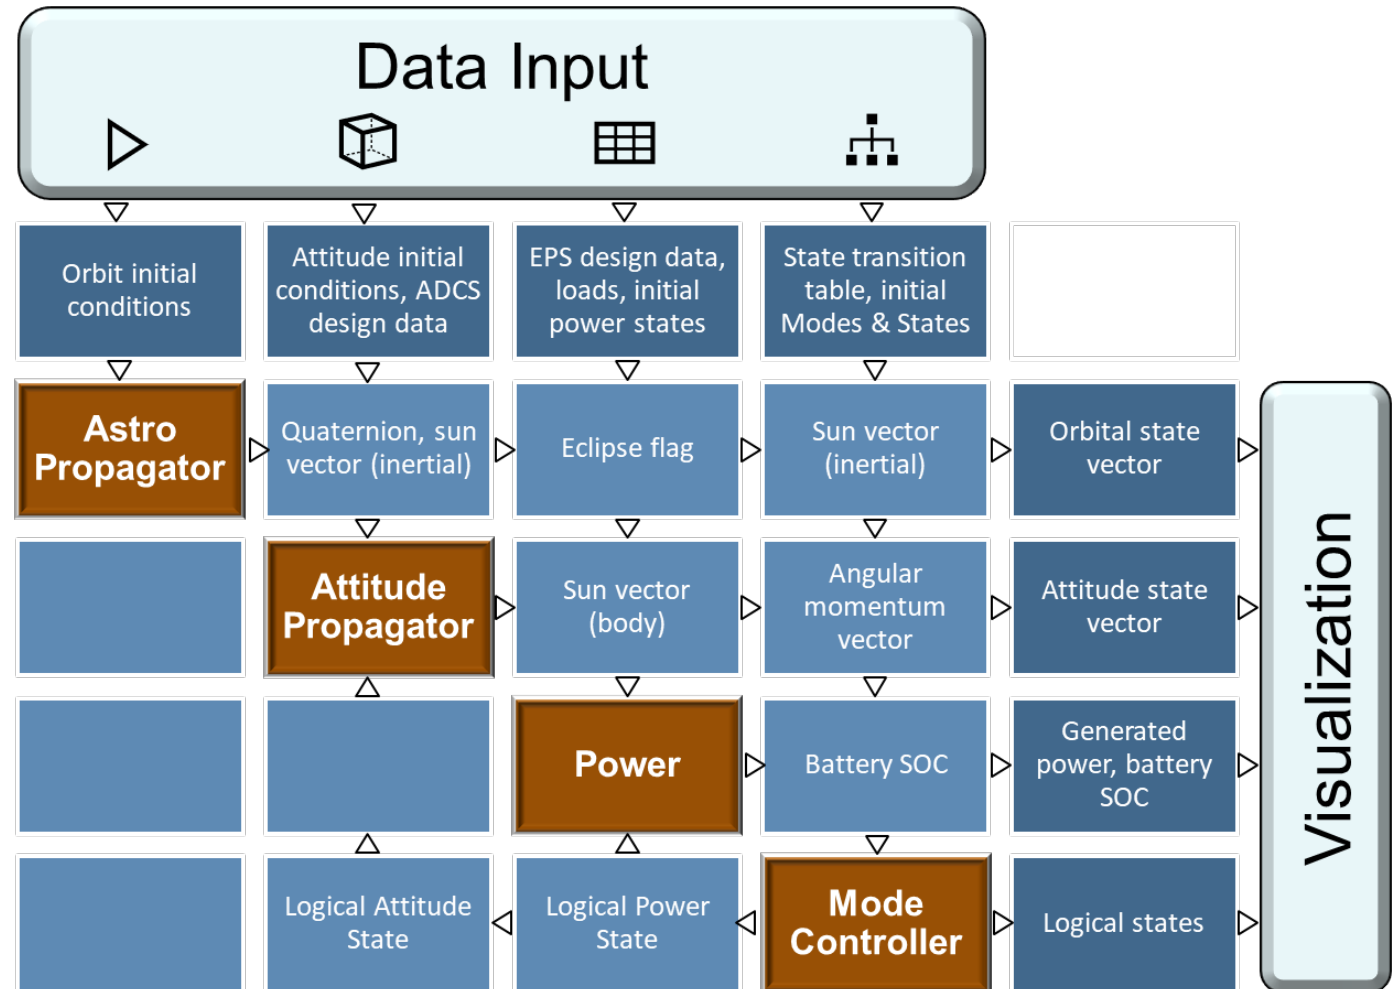 Data Input
Orbit initial
conditions
Attitude initial
conditions, ADCS
design data
EPS design data,
loads, initial
power states
State transition
table, initial
Modes & States
Astro
Propagator
Quaternion, sun
vector (inertial)
Eclipse flag
Sun vector
(inertial)
Orbital state
vector
Attitude
Propagator
Sun vector
(body)
Angular
momentum
vector
Attitude state
vector
Power
Battery SOC
Generated
power, battery
SOC
Logical Attitude
State
Logical Power
State
Mode
Controller
Logical states
Visualization